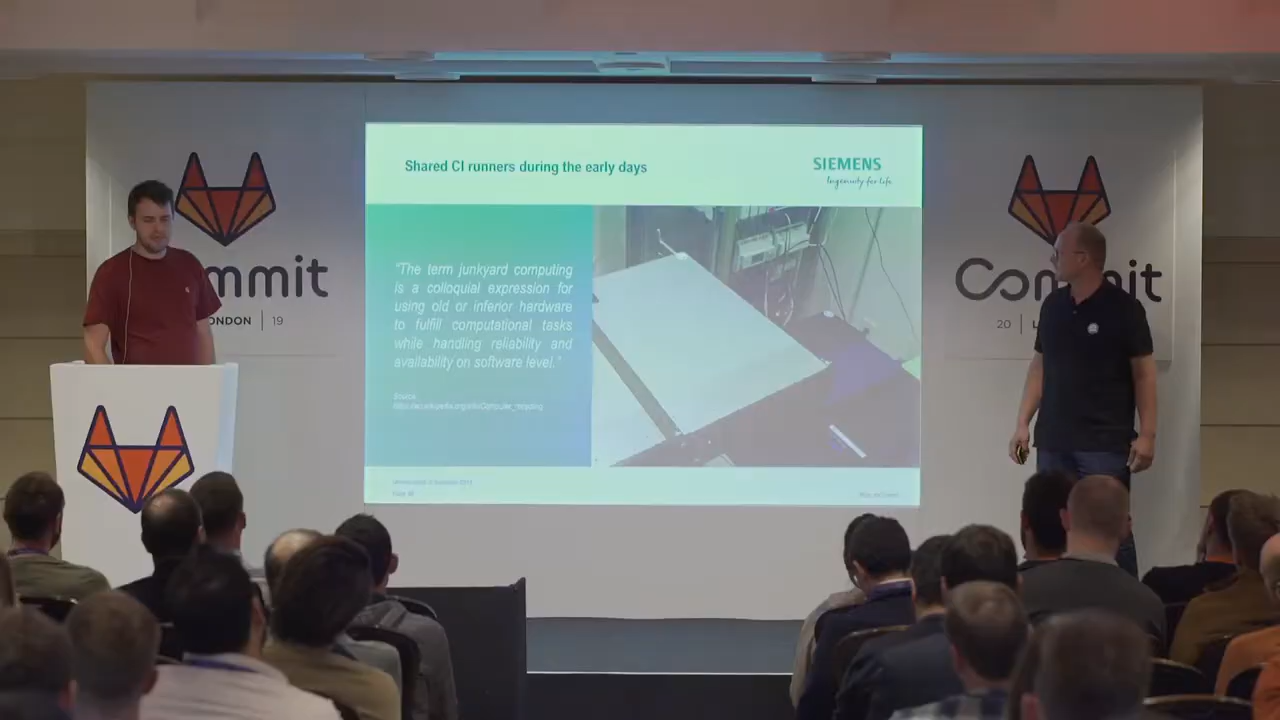 Shared CI runners during the early days
SIEMENS
Ingenuity for life
"The term junkyard computing
is a colloquial expression for
using old or inferior hardware
to fulfill computational tasks
while handling reliability and
availability on software level."
Source:
mmit
ONDON | 19
Com it
20 | L